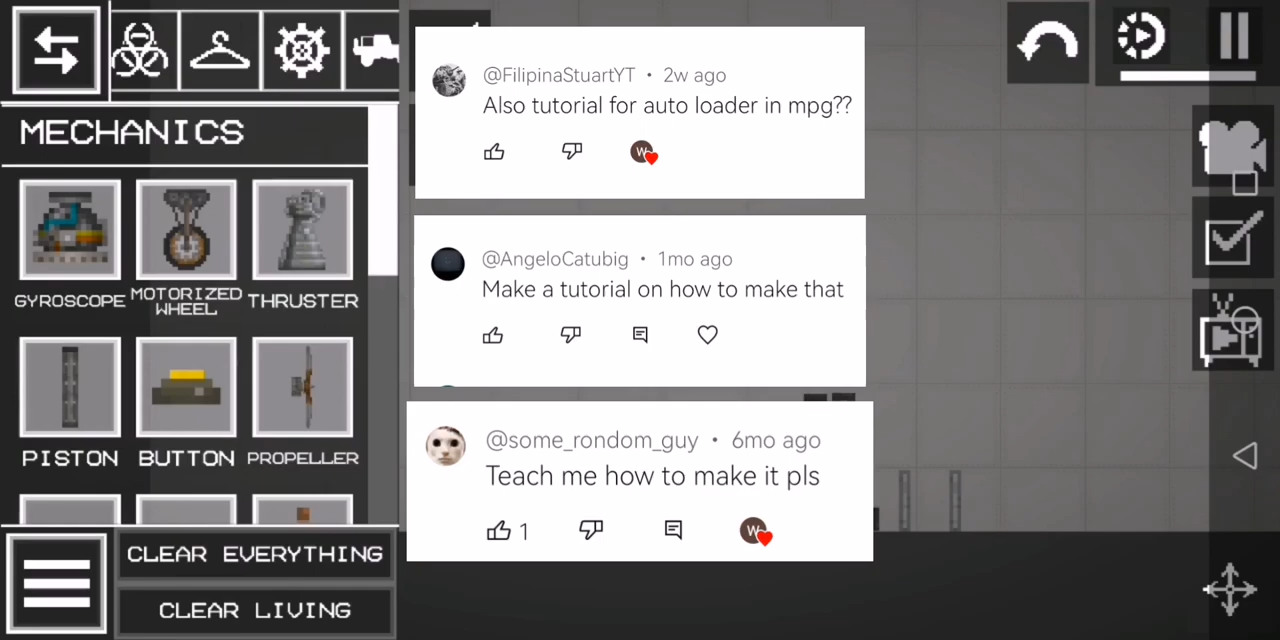 MECHANICS
GYROSCOPE
MOTORIZED
WHEEL
THRUSTER
PISTON
BUTTON
PROPELLER
CLEAR EVERYTHING
CLEAR LIVING
@FilipinaStuartYT • 2w ago
Also tutorial for auto loader in mpg??
W
@AngeloCatubig • 1mo ago
Make a tutorial on how to make that
@some_rondom_guy • 6mo ago
Teach me how to make it pls
1
W